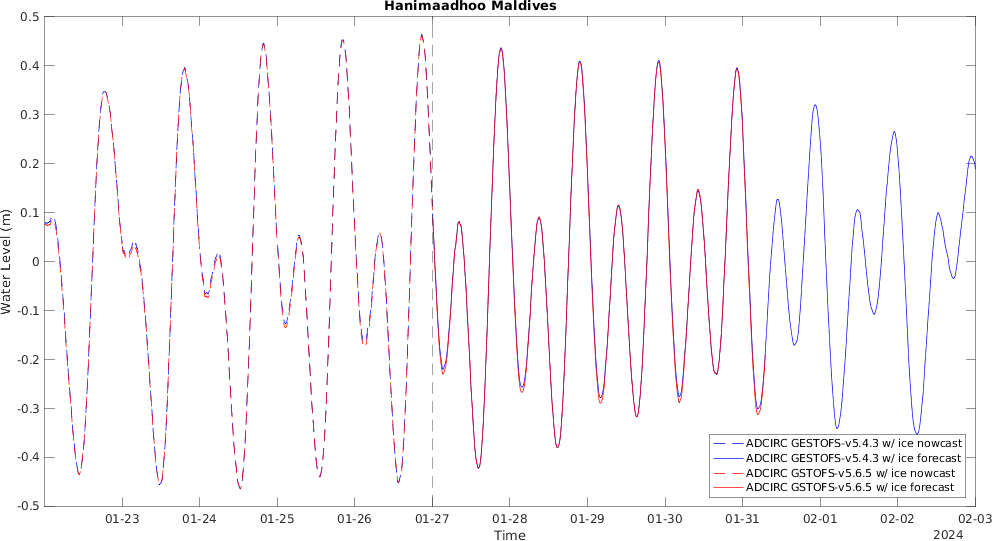 Hanimaadhoo Maldives
0.5
0.4
0.3
0.2
0.1
0
-0.1
-0.2
-0.3
-0.4
-0.5
Water Level (m)
ADCIRC GESTOFS-v5.4.3 w/ ice nowcast
ADCIRC GESTOFS-v5.4.3 w/ ice forecast
ADCIRC GSTOFS-v5.6.5 w/ ice nowcast
ADCIRC GSTOFS-v5.6.5 w/ ice forecast
01-23 01-24 01-25 01-26 01-27 01-28 01-29 01-30 01-31 02-01 02-02 02-03
Time
2024